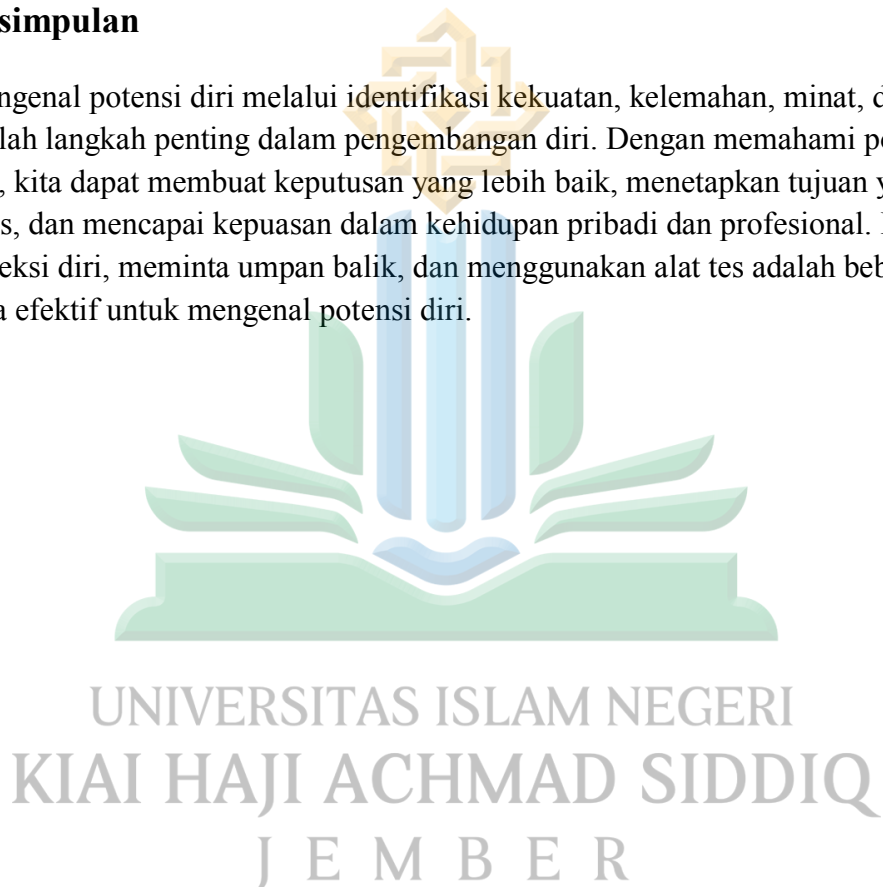 simpulan
ngenal potensi diri melalui identifikasi kekuatan, kelemahan, minat, d
lah langkah penting dalam pengembangan diri. Dengan memahami po
, kita dapat membuat keputusan yang lebih baik, menetapkan tujuan y
s, dan mencapai kepuasan dalam kehidupan pribadi dan profesional.
eksi diri, meminta umpan balik, dan menggunakan alat tes adalah beb
a efektif untuk mengenal potensi diri.
UNIVERSITAS ISLAM NEGERI
KIAI HAJI ACHMAD SIDDIQ
JEMBER